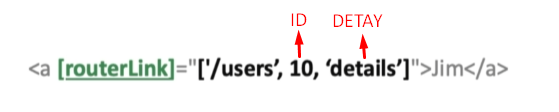 ID DETAY
<a [routerLink]="['/users’, 10, ‘details’]">Jim</a>